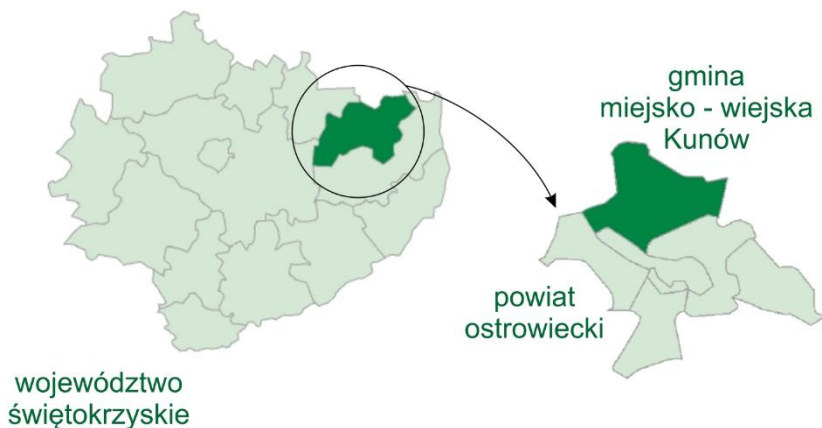 gmina
miejsko - wiejska
Kunów
powiat
ostrowiecki
województwo
świętokrzyskie